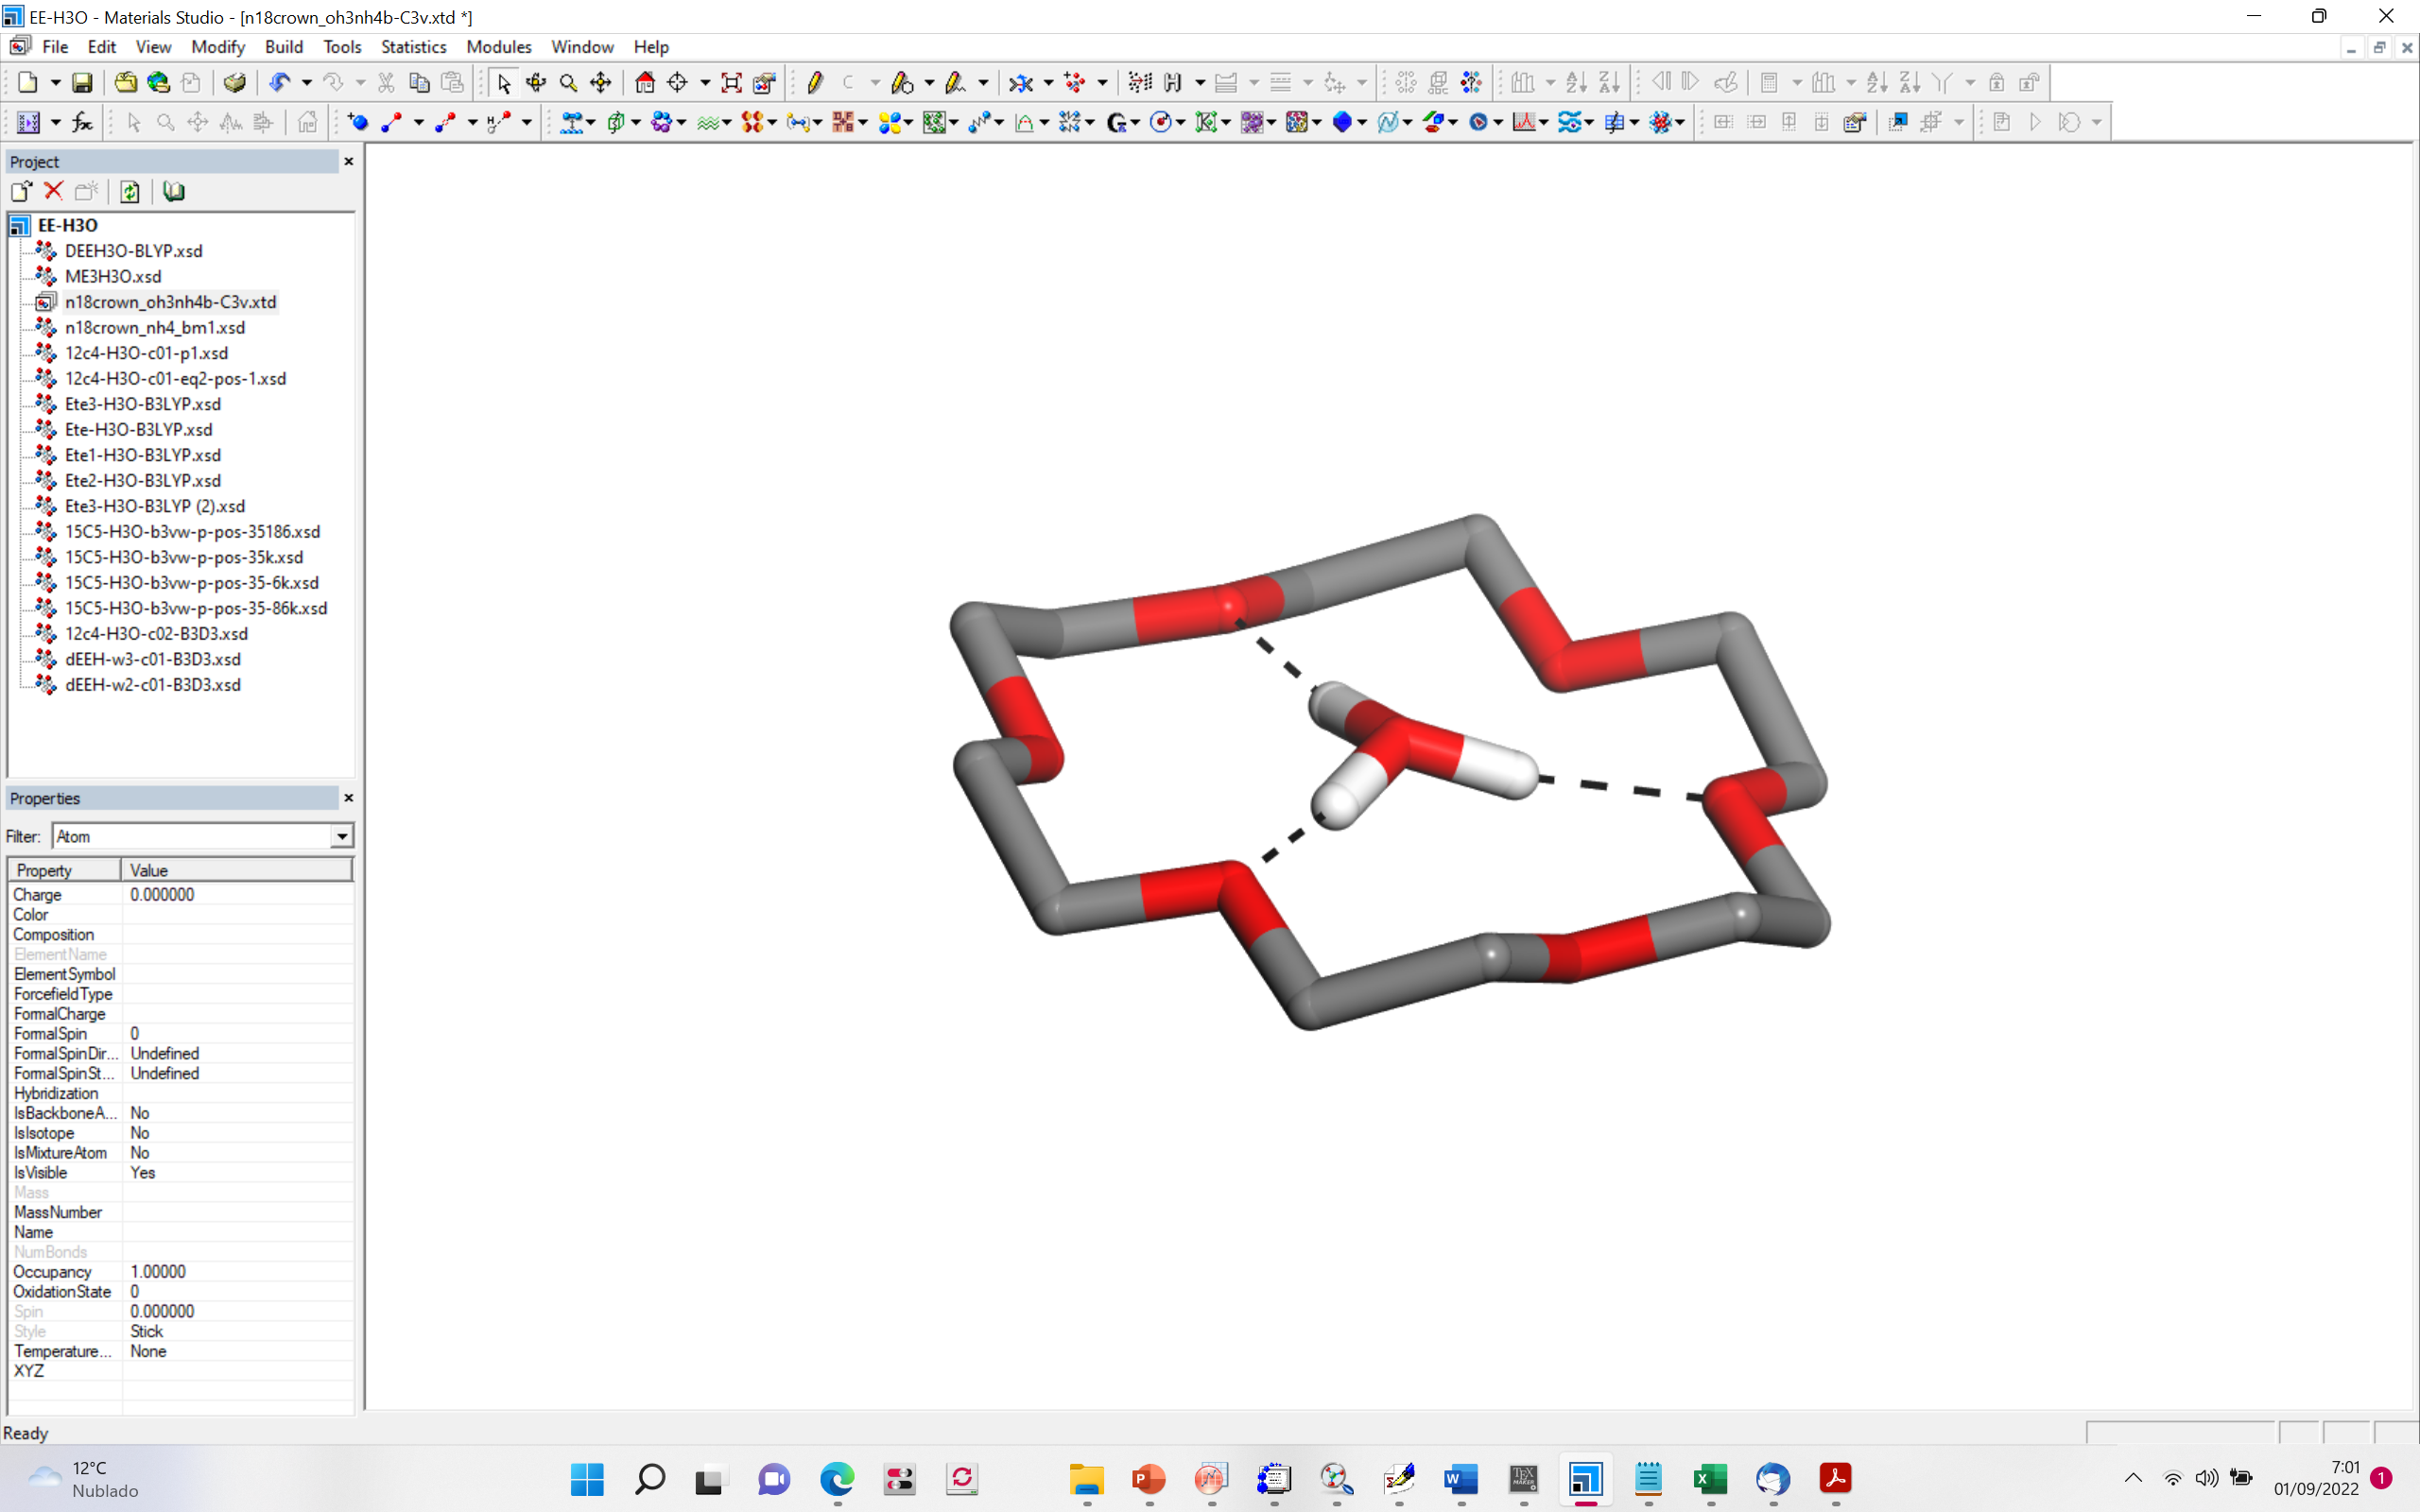 EE-H3O - Materials Studio - [n18crown_oh3nh4b-C3v.xtd *]
File Edit View Modify Build Tools Statistics Modules Window Help
Project
EE-H3O
DEEH3O-BLYP.xsd
ME3H3O.xsd
n18crown_oh3nh4b-C3v.xtd
n18crown_nh4_bm1.xsd
12c4-H3O-c01-p1.xsd
12c4-H3O-c01-eq2-pos-1.xsd
Ete3-H3O-B3LYP.xsd
Ete-H3O-B3LYP.xsd
Ete1-H3O-B3LYP.xsd
Ete2-H3O-B3LYP.xsd
Ete3-H3O-B3LYP (2).xsd
15C5-H3O-b3vw-p-pos-35186.xsd
15C5-H3O-b3vw-p-pos-35k.xsd
15C5-H3O-b3vw-p-pos-35-6k.xsd
15C5-H3O-b3vw-p-pos-35-86k.xsd
12c4-H3O-c02-B3D3.xsd
dEEH-w3-c01-B3D3.xsd
dEEH-w2-c01-B3D3.xsd
Properties
Filter: Atom
Property Value
Charge 0.000000
Color
Composition
ElementName
ElementSymbol
ForcefieldType
FormalCharge
FormalSpin 0
FormalSpinDir... Undefined
FormalSpinSt... Undefined
Hybridization
IsBackboneA... No
IsIsotope No
IsMixtureAtom No
IsVisible Yes
Mass
MassNumber
Name
NumBonds
Occupancy 1.00000
OxidationState 0
Spin 0.000000
Style Stick
Temperature... None
XYZ
Ready
12°C
Nublado
7:01
01/09/2022
1